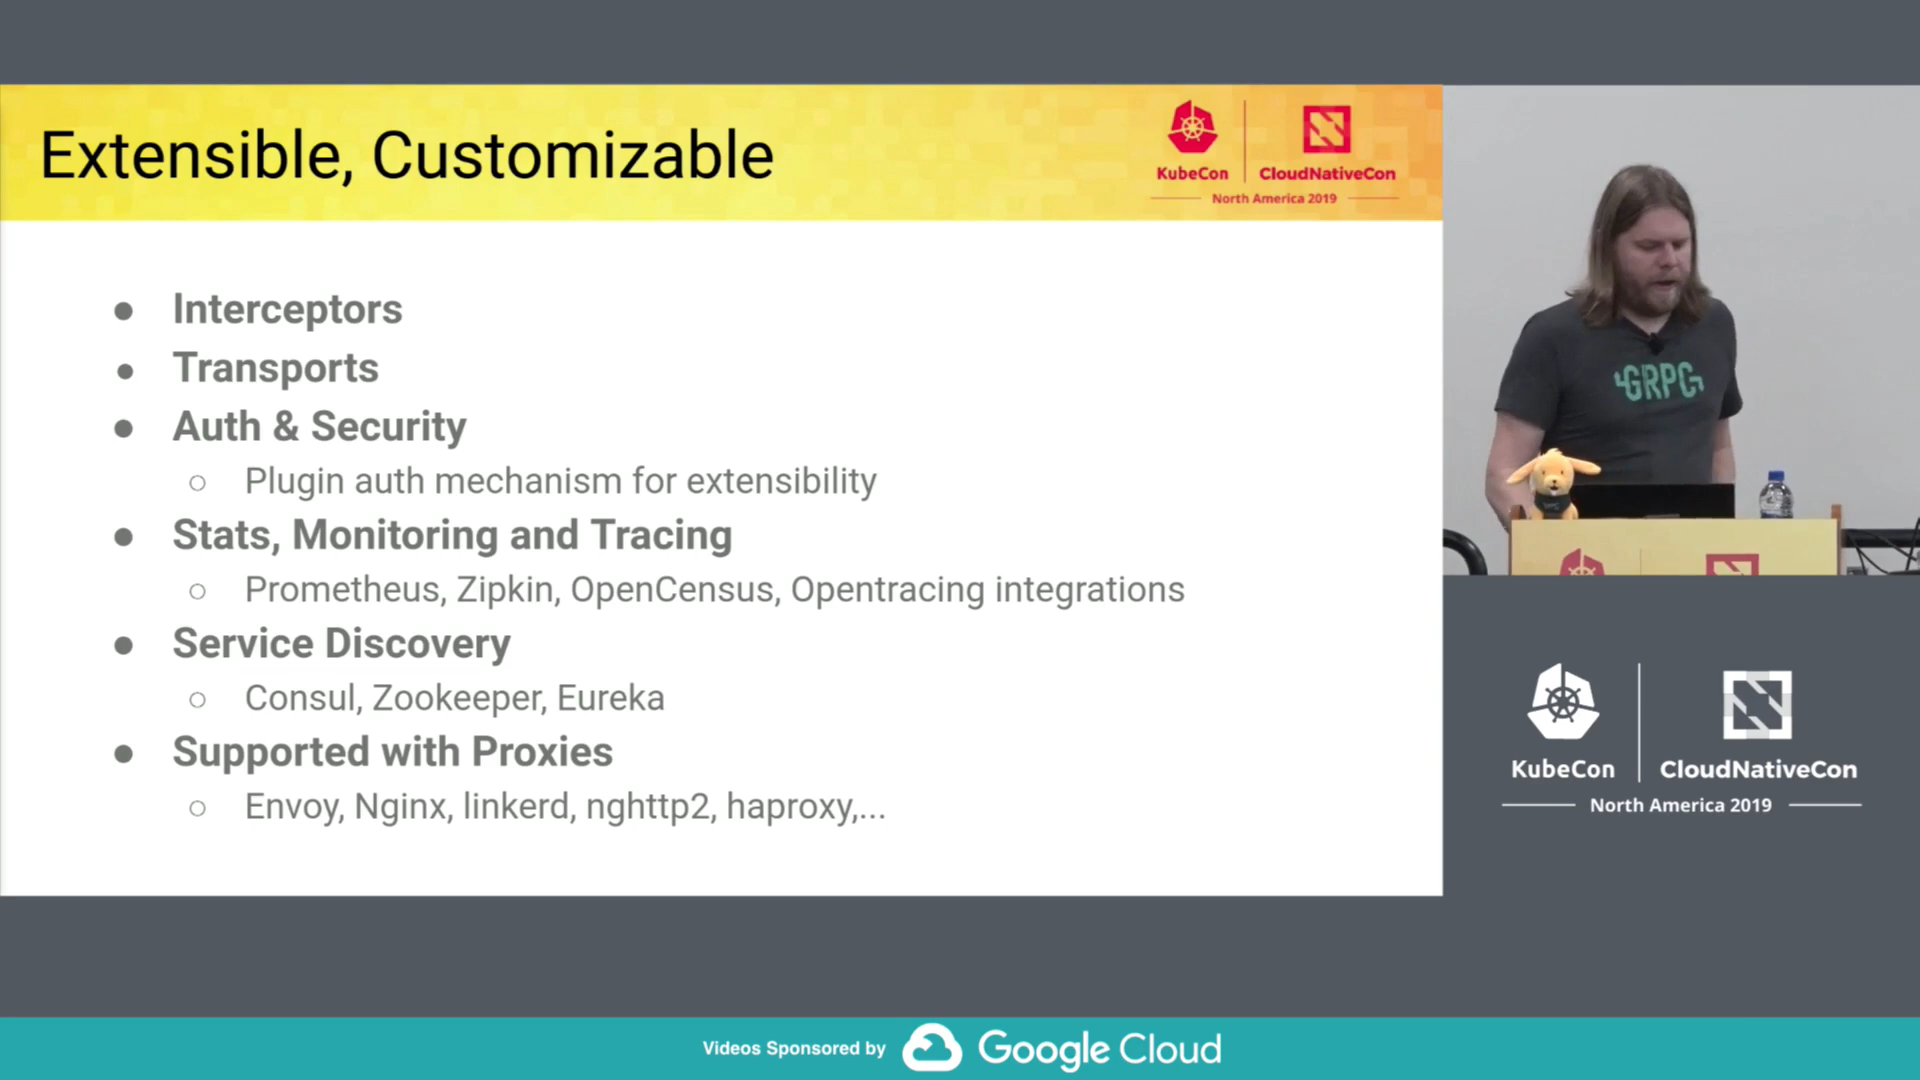 Extensible, Customizable
KubeCon
CloudNativeCon
North America 2019
Interceptors
Transports
Auth & Security
Plugin auth mechanism for extensibility
Stats, Monitoring and Tracing
Prometheus, Zipkin, OpenCensus, Opentracing integrations
Service Discovery
Consul, Zookeeper, Eureka
Supported with Proxies
Envoy, Nginx, linkerd, nghttp2, haproxy,...
GRPC
KubeCon
CloudNativeCon
North America 2019
Videos Sponsored by Google Cloud